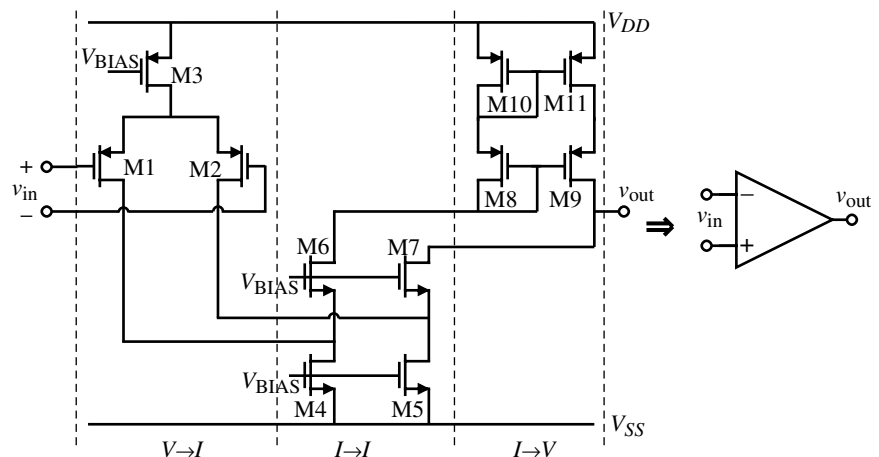 V_DD
V_BIAS
M3
M10
M11
+
M1
M2
v_in
−
M8
M9
v_out
⇒
v_out
−
v_in
+
M6
M7
V_BIAS
V_BIAS
M4
M5
V_SS
V→I
I→I
I→V